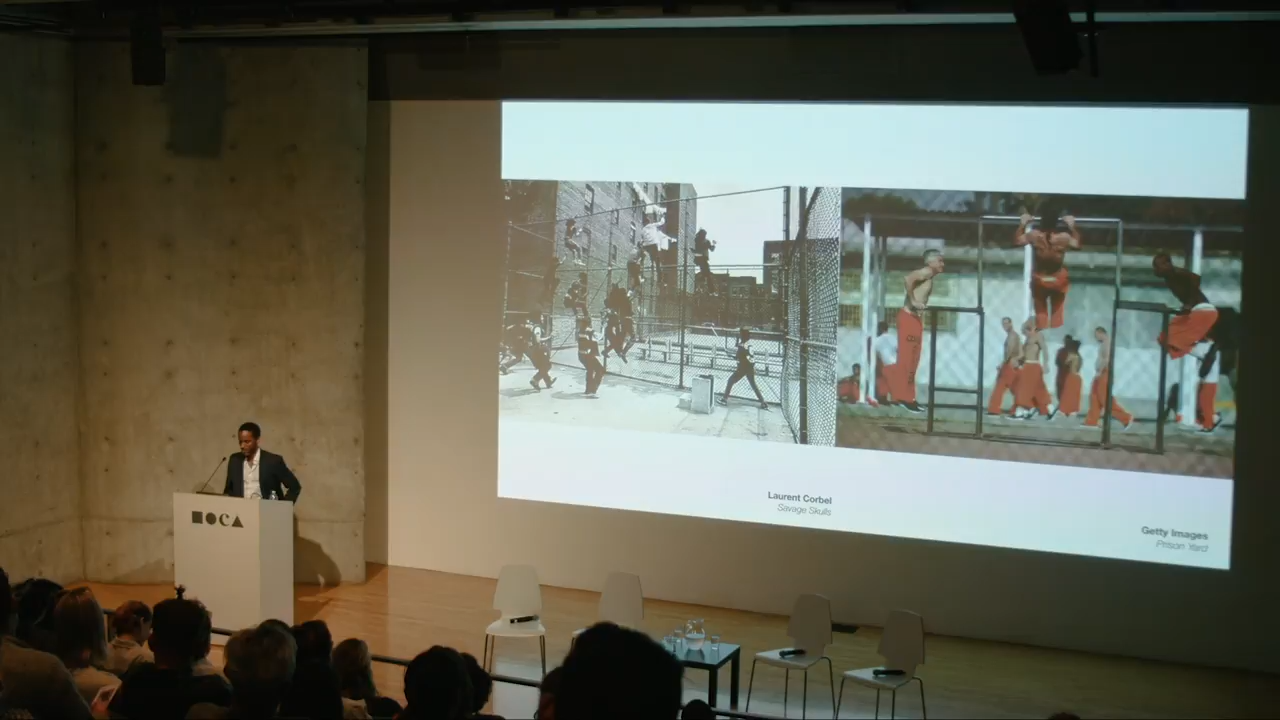 MOCA
Laurent Corbel
Savage Skulls
Getty Images
Prison Yard